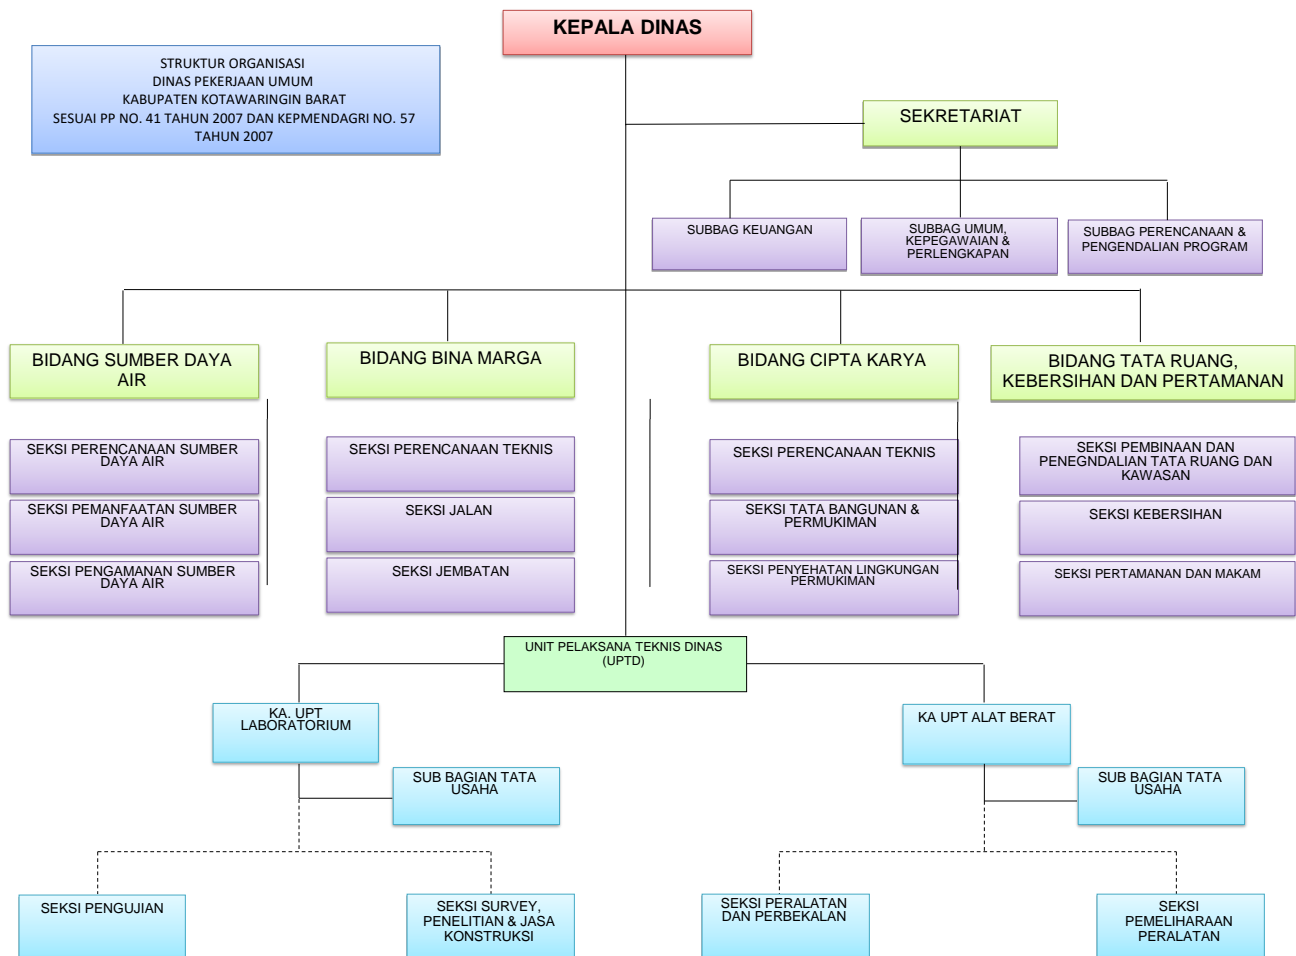 KEPALA DINAS
STRUKTUR ORGANISASI
DINAS PEKERJAAN UMUM
KABUPATEN KOTAWARINGIN BARAT
SESUAI PP NO. 41 TAHUN 2007 DAN KEPMENDAGRI NO. 57
TAHUN 2007
SEKRETARIAT
SUBBAG KEUANGAN
SUBBAG UMUM,
KEPEGAWAIAN &
PERLENGKAPAN
SUBBAG PERENCANAAN &
PENGENDALIAN PROGRAM
BIDANG SUMBER DAYA
AIR
BIDANG BINA MARGA
BIDANG CIPTA KARYA
BIDANG TATA RUANG,
KEBERSIHAN DAN PERTAMANAN
SEKSI PERENCANAAN SUMBER
DAYA AIR
SEKSI PERENCANAAN TEKNIS
SEKSI PERENCANAAN TEKNIS
SEKSI PEMBINAAN DAN
PENEGNDALIAN TATA RUANG DAN
KAWASAN
SEKSI PEMANFAATAN SUMBER
DAYA AIR
SEKSI JALAN
SEKSI TATA BANGUNAN &
PERMUKIMAN
SEKSI KEBERSIHAN
SEKSI PENGAMANAN SUMBER
DAYA AIR
SEKSI JEMBATAN
SEKSI PENYEHATAN LINGKUNGAN
PERMUKIMAN
SEKSI PERTAMANAN DAN MAKAM
UNIT PELAKSANA TEKNIS DINAS
(UPTD)
KA. UPT
LABORATORIUM
KA UPT ALAT BERAT
SUB BAGIAN TATA
USAHA
SUB BAGIAN TATA
USAHA
SEKSI PENGUJIAN
SEKSI SURVEY,
PENELITIAN & JASA
KONSTRUKSI
SEKSI PERALATAN
DAN PERBEKALAN
SEKSI
PEMELIHARAAN
PERALATAN